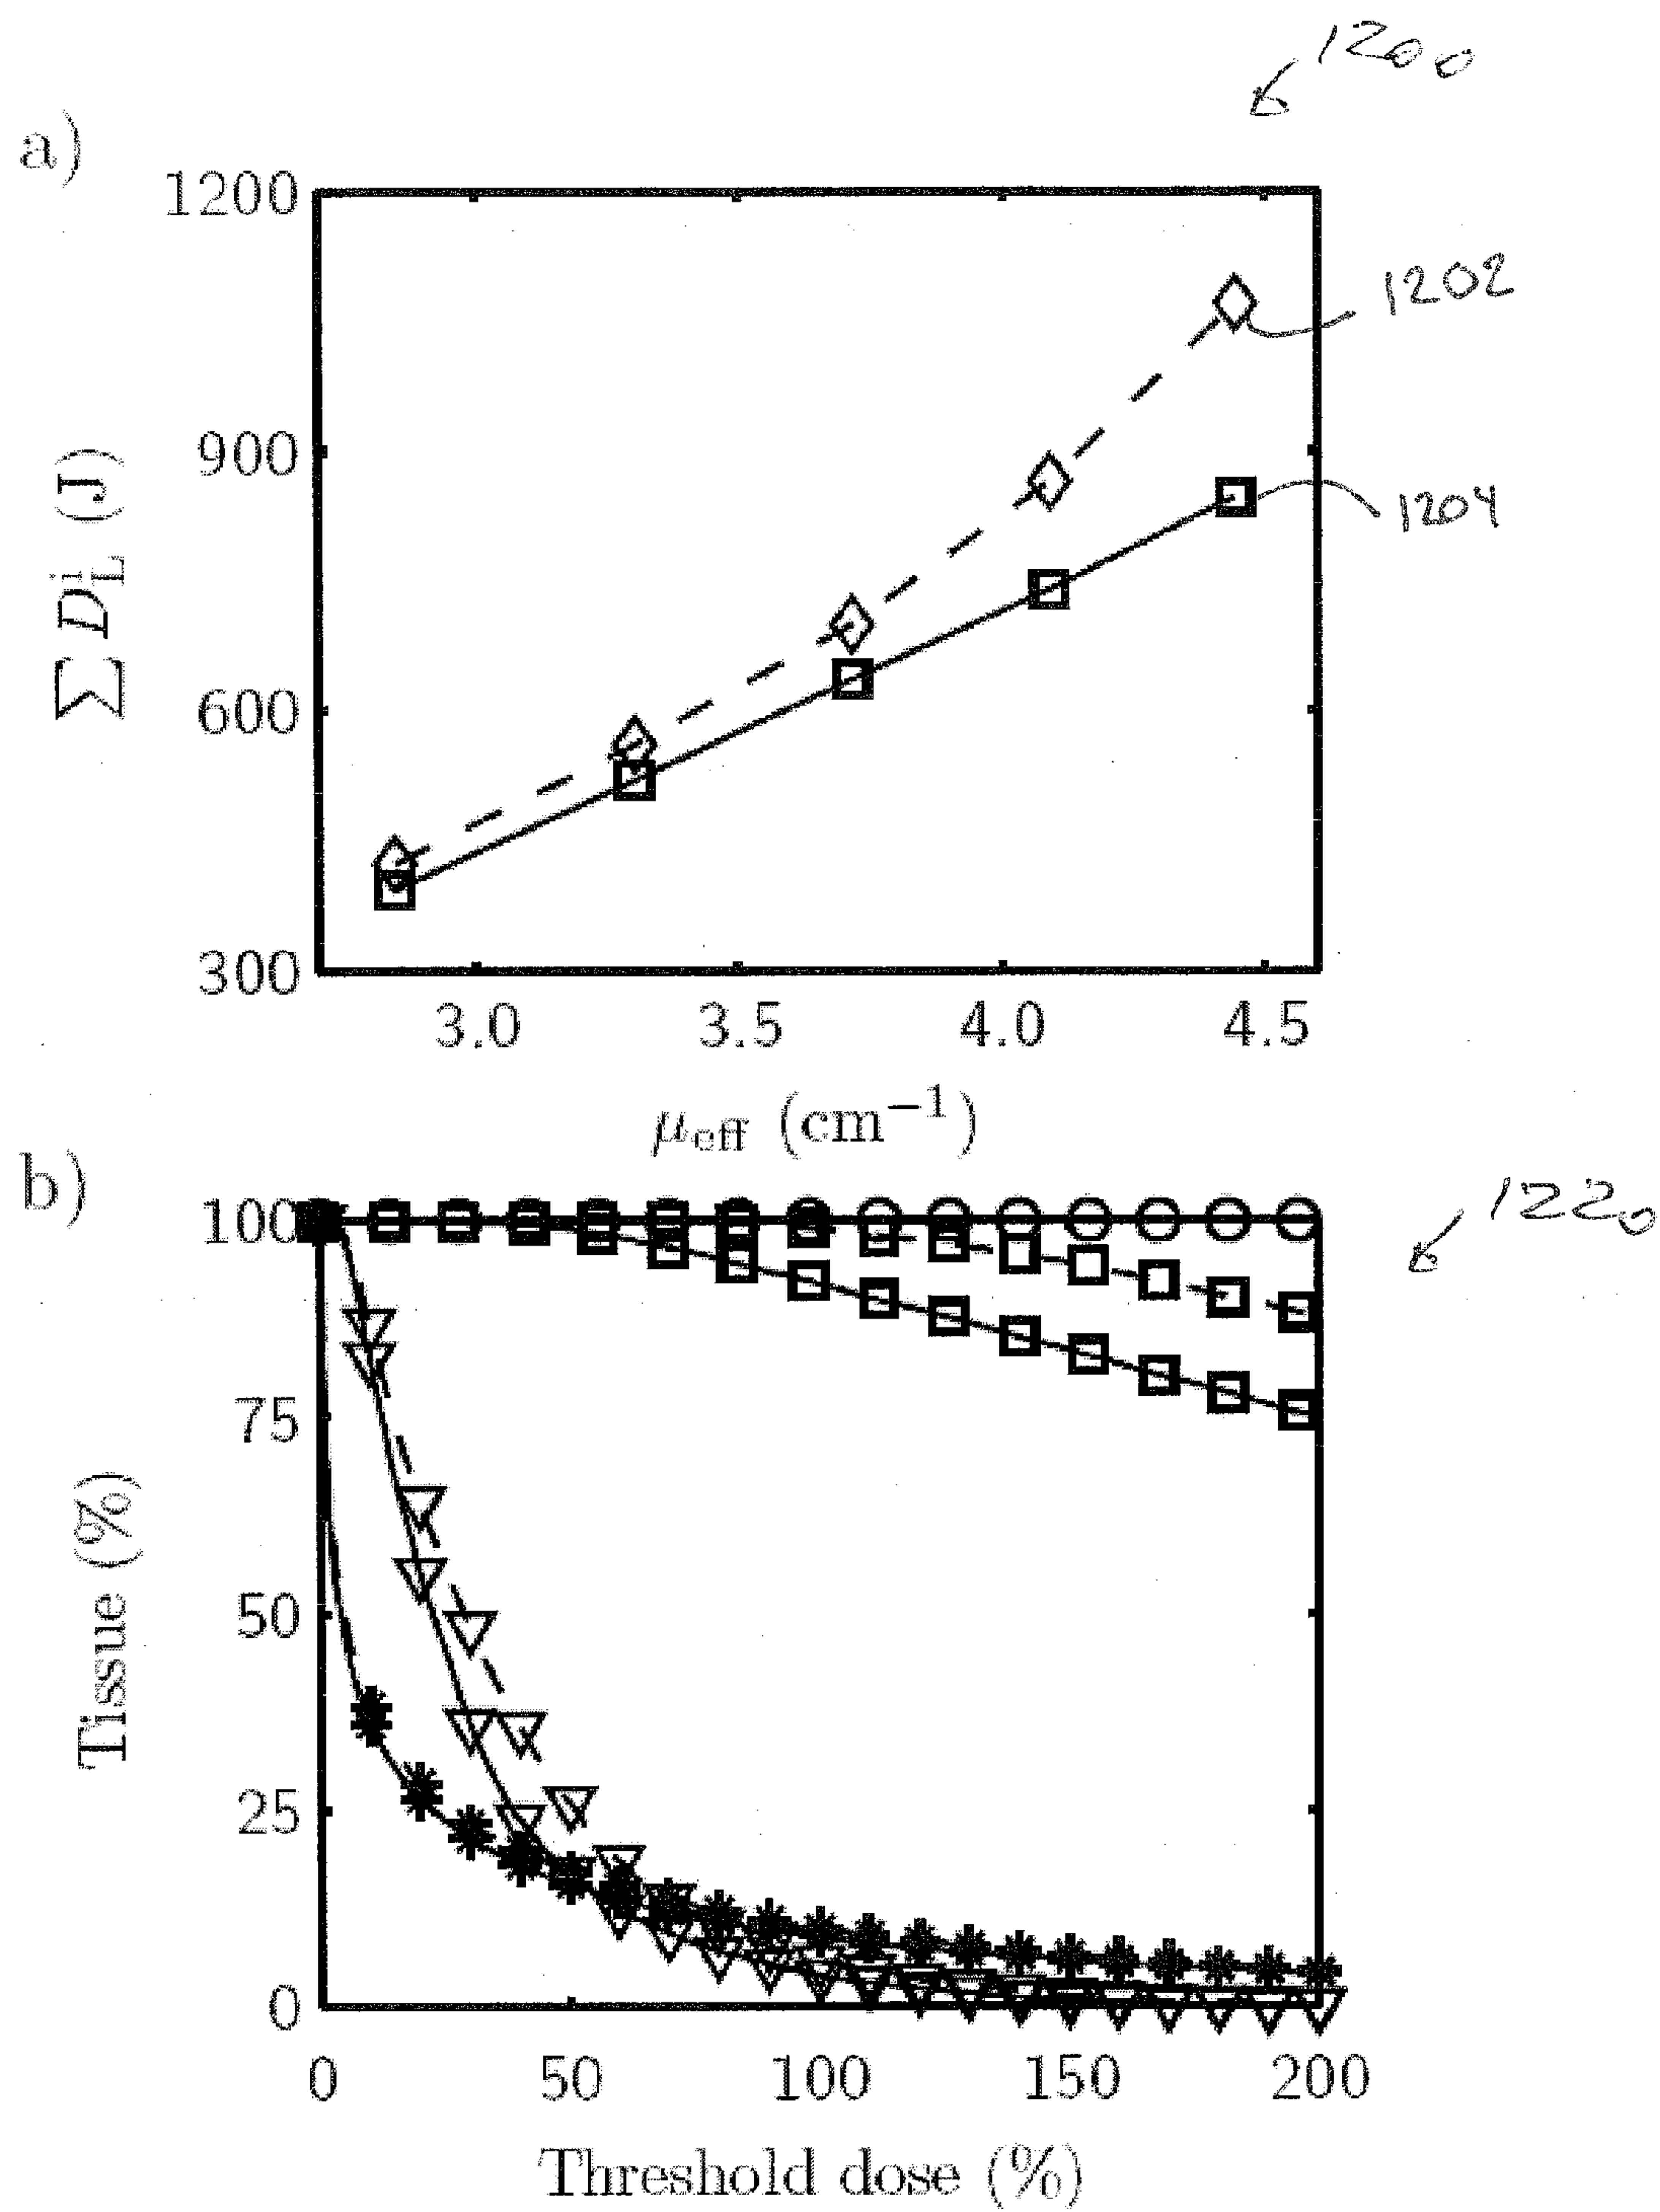 1200
a)
1200
1202
900
1204
∑ Dⁱ_L (J)
600
300
3.0 3.5 4.0 4.5
μ_eff (cm⁻¹)
b)
1220
100
75
Tissue (%)
50
25
0
0 50 100 150 200
Threshold dose (%)